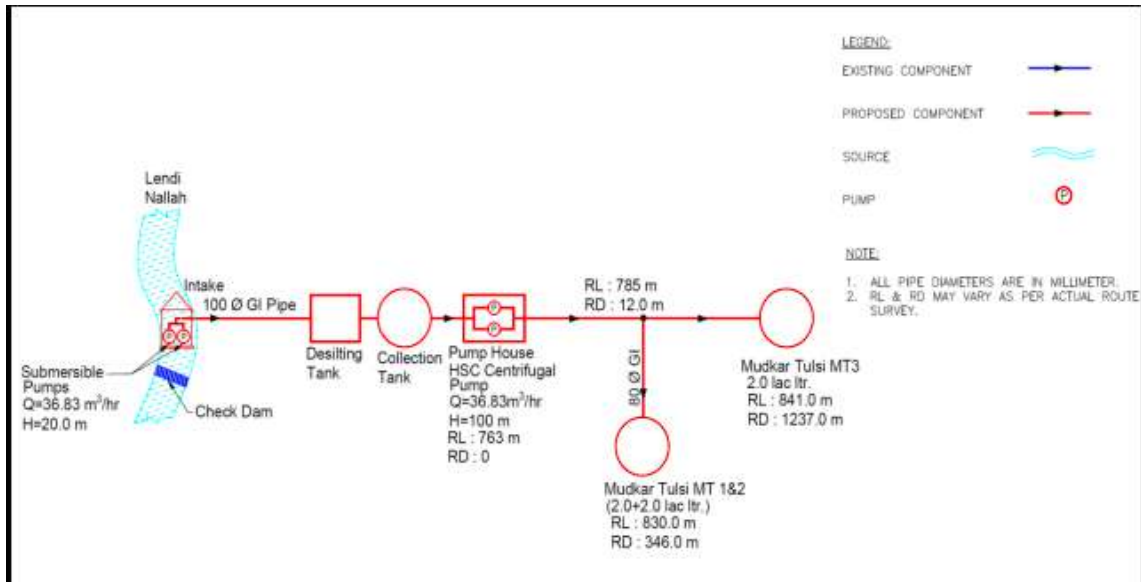 LEGEND:
EXISTING COMPONENT
PROPOSED COMPONENT
SOURCE
PUMP
P
NOTE:
1. ALL PIPE DIAMETERS ARE IN MILLIMETER.
2. RL & RD MAY VARY AS PER ACTUAL ROUTE
SURVEY.
Lendi
Nallah
Intake
100 Ø GI Pipe
P P
Submersible
Pumps
Q=36.83 m³/hr
H=20.0 m
Check Dam
Desilting
Tank
Collection
Tank
P
P
Pump House
HSC Centrifugal
Pump
Q=36.83m³/hr
H=100 m
RL : 763 m
RD : 0
RL : 785 m
RD : 12.0 m
80 Ø GI
Mudkar Tulsi MT 1&2
(2.0+2.0 lac ltr.)
RL : 830.0 m
RD : 346.0 m
Mudkar Tulsi MT3
2.0 lac ltr.
RL : 841.0 m
RD : 1237.0 m